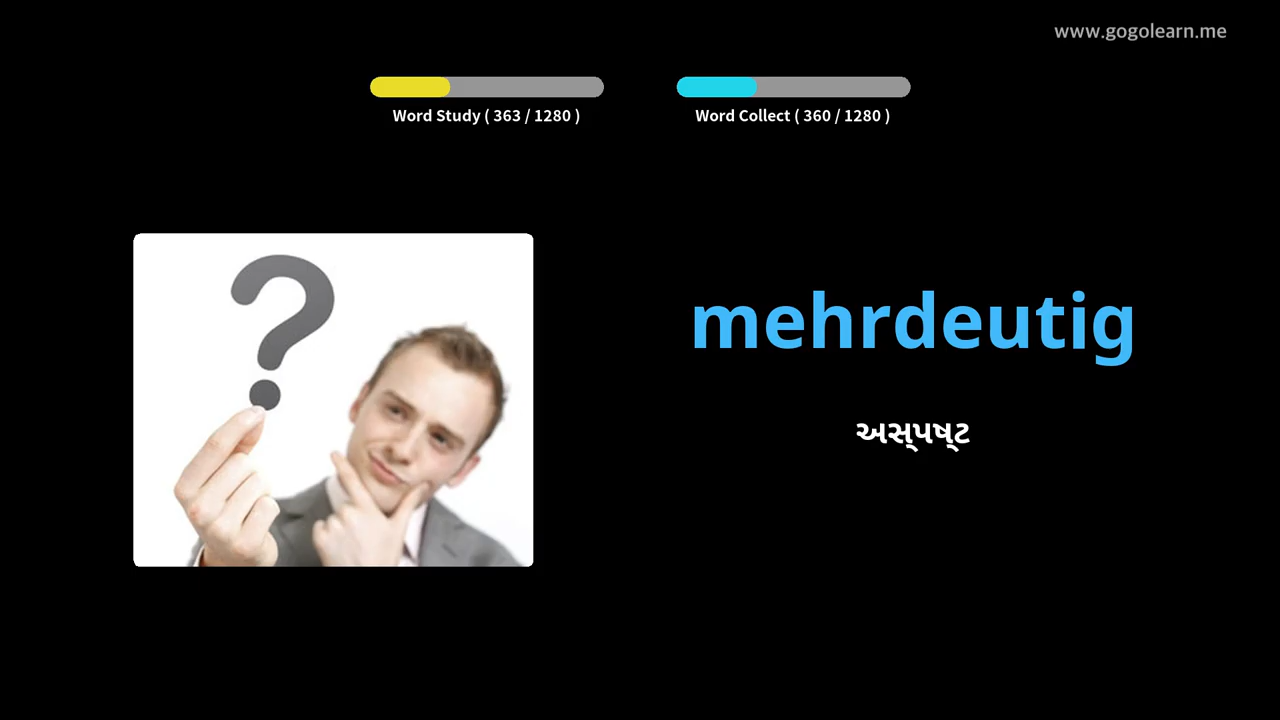 www.gogolearn.me
Word Study ( 363 / 1280 )
Word Collect ( 360 / 1280 )
?
mehrdeutig
અસ્પષ્ટ